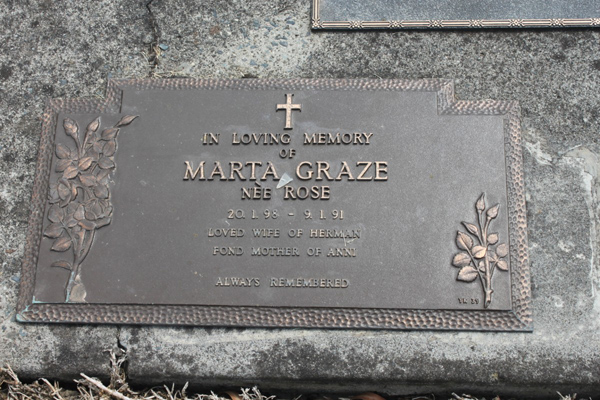 IN LOVING MEMORY
OF
MARTA GRAZE
NÈE ROSE
20.1.98 - 9.1.91
LOVED WIFE OF HERMAN
FOND MOTHER OF ANNI
ALWAYS REMEMBERED